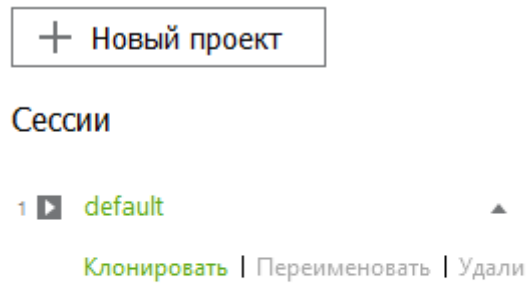 Новый проект
Сессии
1 default
Клонировать | Переименовать | Удали